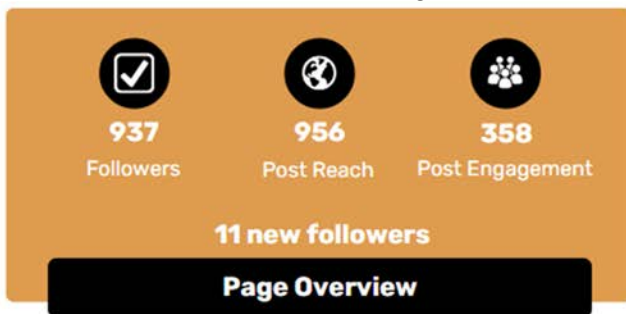 937 956 358
Followers Post Reach Post Engagement
11 new followers
Page Overview